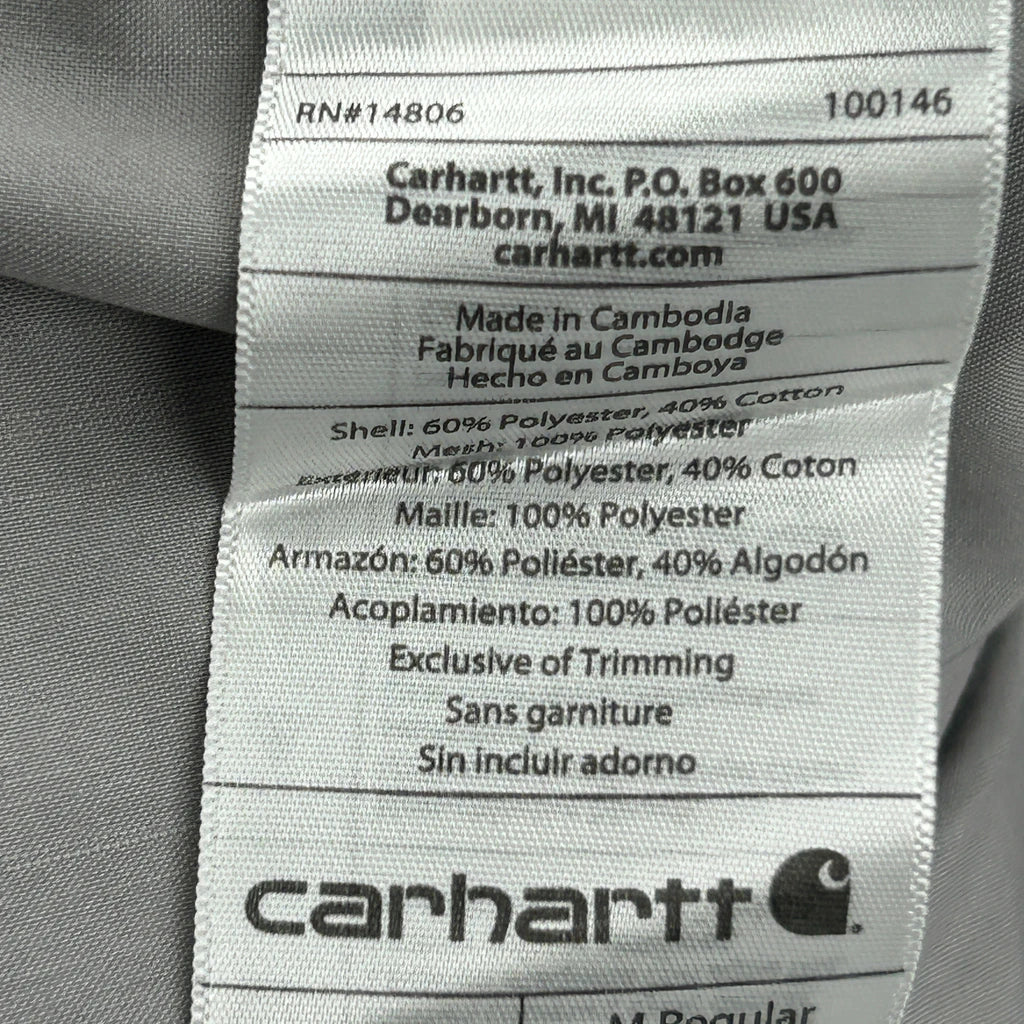 RN#14806 100146
Carhartt, Inc. P.O. Box 600
Dearborn, MI 48121 USA
carhartt.com
Made in Cambodia
Fabriqué au Cambodge
Hecho en Camboya
Shell: 60% Polyester, 40% Cotton
Mesh: 100% Polyester
Extérieur: 60% Polyester, 40% Coton
Maille: 100% Polyester
Armazón: 60% Poliéster, 40% Algodón
Acoplamiento: 100% Poliéster
Exclusive of Trimming
Sans garniture
Sin incluir adorno
carhartt
M Regular